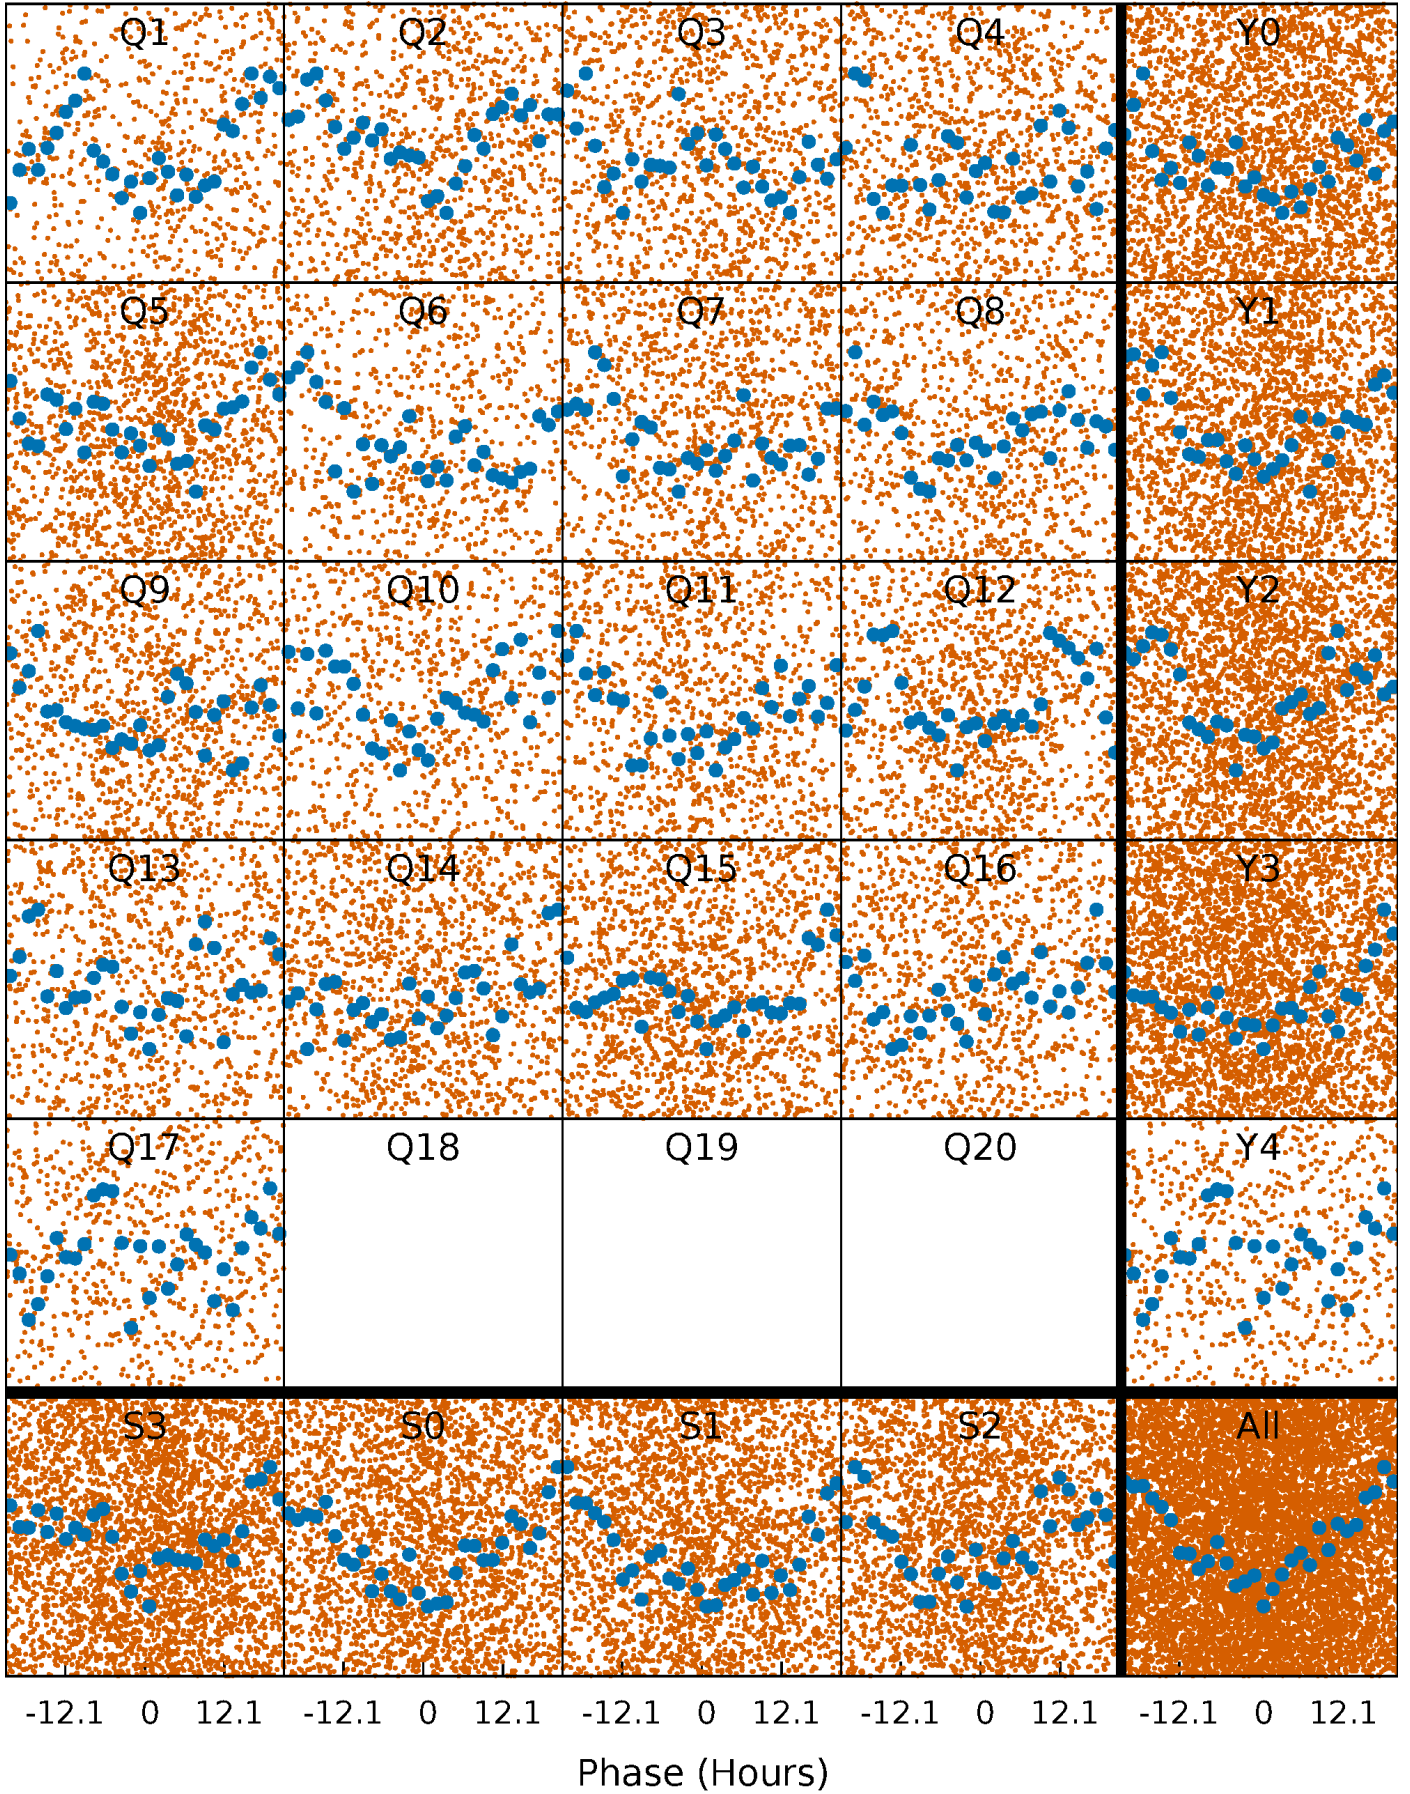 Q1 Q2 Q3 Q4 Y0
Q5 Q6 Q7 Q8 Y1
Q9 Q10 Q11 Q12 Y2
Q13 Q14 Q15 Q16 Y3
Q17 Q18 Q19 Q20 Y4
S3 S0 S1 S2 All
-12.1 0 12.1 -12.1 0 12.1 -12.1 0 12.1 -12.1 0 12.1 -12.1 0 12.1
Phase (Hours)